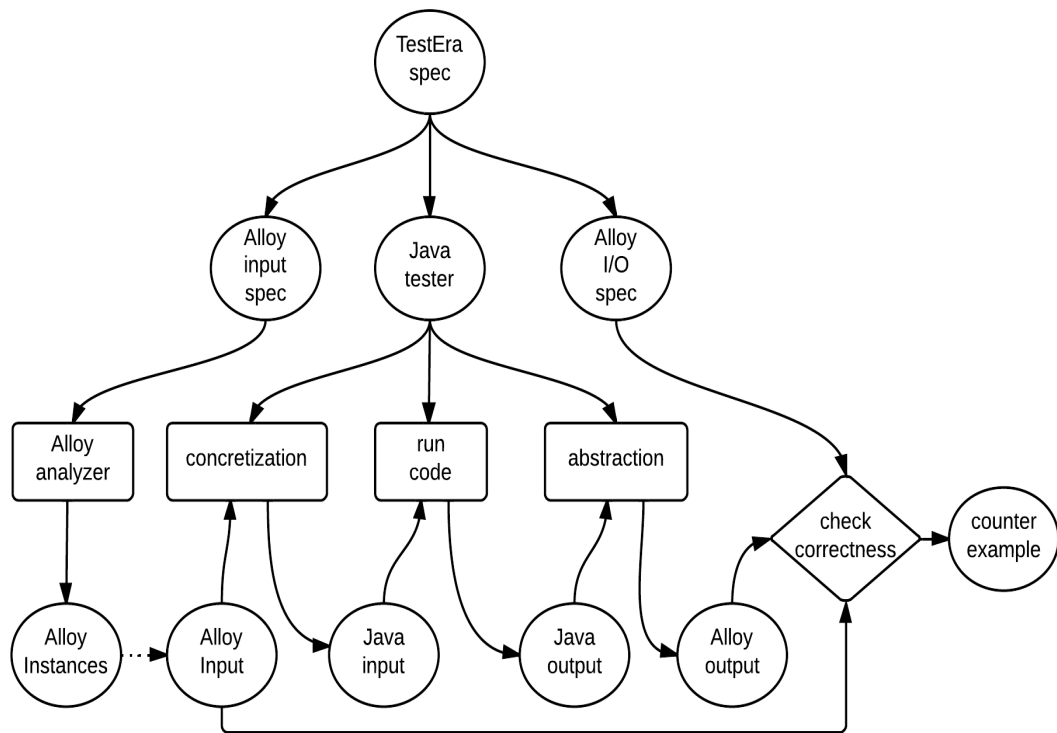 TestEra
spec
Alloy
input
spec
Java
tester
Alloy
I/O
spec
Alloy
analyzer
concretization
run
code
abstraction
check
correctness
counter
example
Alloy
Instances
Alloy
Input
Java
input
Java
output
Alloy
output